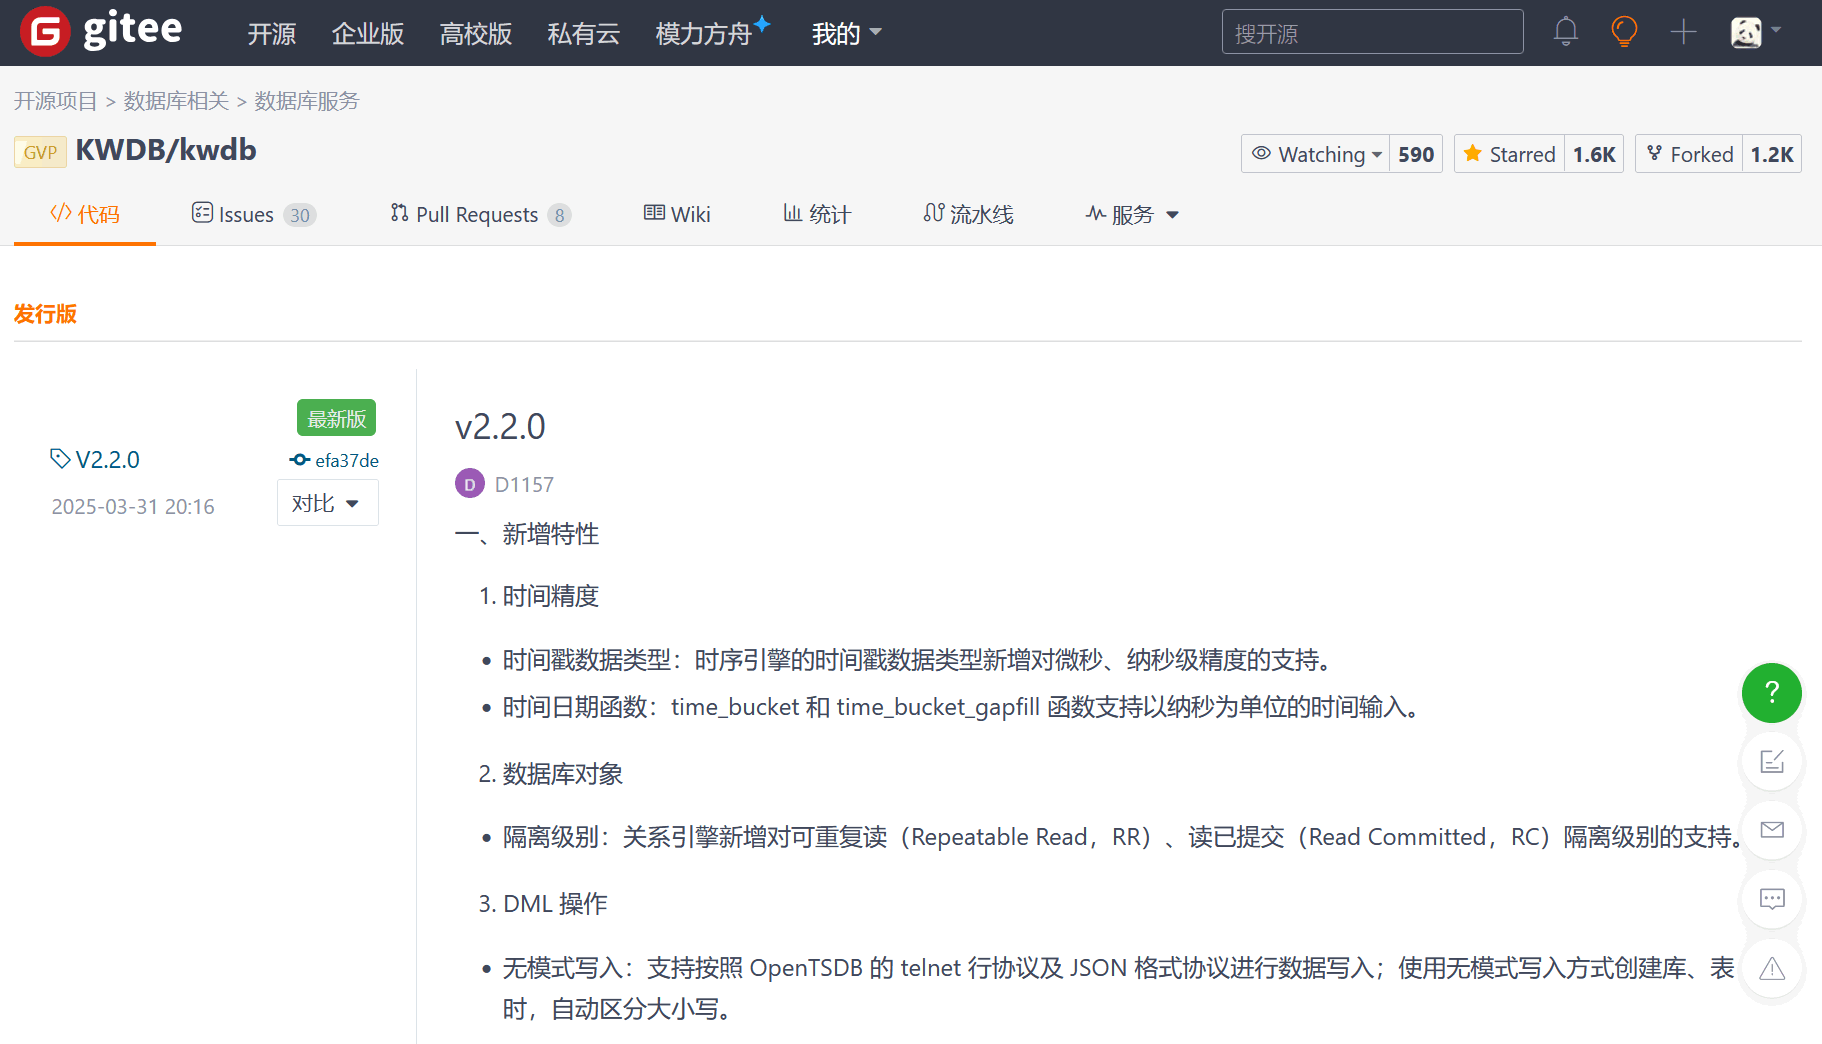 gitee 开源 企业版 高校版 私有云 模力方舟 我的 搜开源
开源项目 > 数据库相关 > 数据库服务
GVP KWDB/kwdb Watching 590 Starred 1.6K Forked 1.2K
代码 Issues 30 Pull Requests 8 Wiki 统计 流水线 服务
发行版
最新版
V2.2.0 efa37de
2025-03-31 20:16 对比
v2.2.0
D D1157
一、新增特性
1. 时间精度
• 时间戳数据类型：时序引擎的时间戳数据类型新增对微秒、纳秒级精度的支持。
• 时间日期函数：time_bucket 和 time_bucket_gapfill 函数支持以纳秒为单位的时间输入。
2. 数据库对象
• 隔离级别：关系引擎新增对可重复读（Repeatable Read，RR）、读已提交（Read Committed，RC）隔离级别的支持。
3. DML 操作
• 无模式写入：支持按照 OpenTSDB 的 telnet 行协议及 JSON 格式协议进行数据写入；使用无模式写入方式创建库、表
时，自动区分大小写。
?